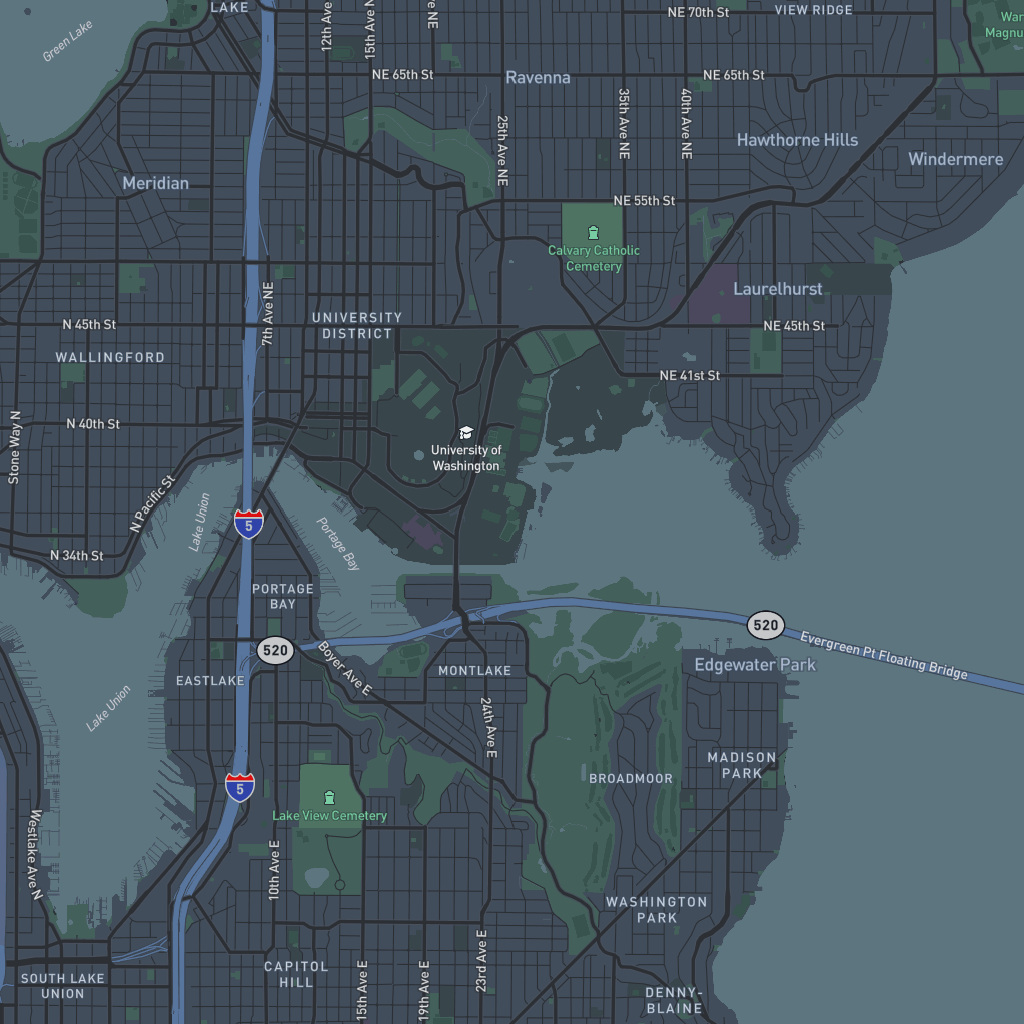 LAKE
12th Ave
15th Ave N
Ave NE
NE 70th St
VIEW RIDGE
War
Magnu
Green Lake
NE 65th St
Ravenna
NE 65th St
25th Ave NE
35th Ave NE
40th Ave NE
Hawthorne Hills
Windermere
Meridian
NE 55th St
Calvary Catholic
Cemetery
Laurelhurst
7th Ave NE
N 45th St
UNIVERSITY
DISTRICT
NE 45th St
WALLINGFORD
NE 41st St
Stone Way N
N 40th St
University of
Washington
N Pacific St
Lake Union
5
Portage Bay
N 34th St
PORTAGE
BAY
520
Evergreen Pt Floating Bridge
520
Boyer Ave E
MONTLAKE
Edgewater Park
EASTLAKE
Lake Union
24th Ave E
5
BROADMOOR
MADISON
PARK
Lake View Cemetery
Westlake Ave N
10th Ave E
WASHINGTON
PARK
23rd Ave E
SOUTH LAKE
UNION
CAPITOL
HILL
15th Ave E
19th Ave E
DENNY-
BLAINE